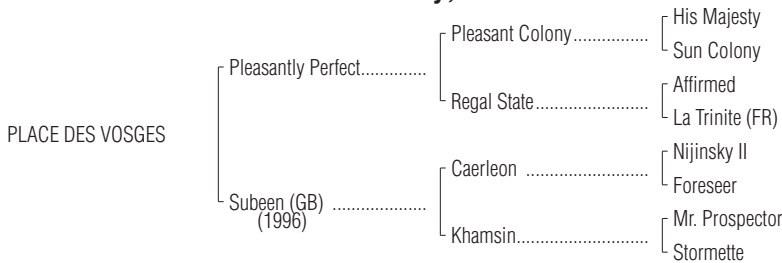 His Majesty
Pleasant Colony
Sun Colony
Pleasantly Perfect
Affirmed
Regal State
La Trinite (FR)
PLACE DES VOSGES
Nijinsky II
Caerleon
Foreseer
Subeen (GB)
(1996)
Mr. Prospector
Khamsin
Stormette